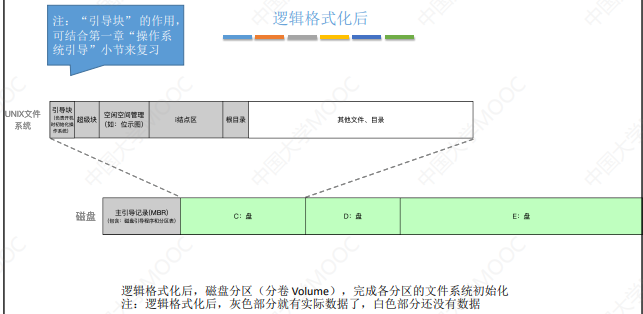 注：“引导块”的作用，
可结合第一章“操作系
统引导”小节来复习
逻辑格式化后
UNIX文件
系统
引导块
(负责开机
时初始化操
作系统)
超级块
空闲空间管理
(如：位示图)
i结点区
根目录
其他文件、目录
磁盘
主引导记录(MBR)
(包含：磁盘引导程序和分区表)
C：盘
D：盘
E：盘
逻辑格式化后，磁盘分区（分卷 Volume），完成各分区的文件系统初始化
注：逻辑格式化后，灰色部分就有实际数据了，白色部分还没有数据
中国大学MOOC